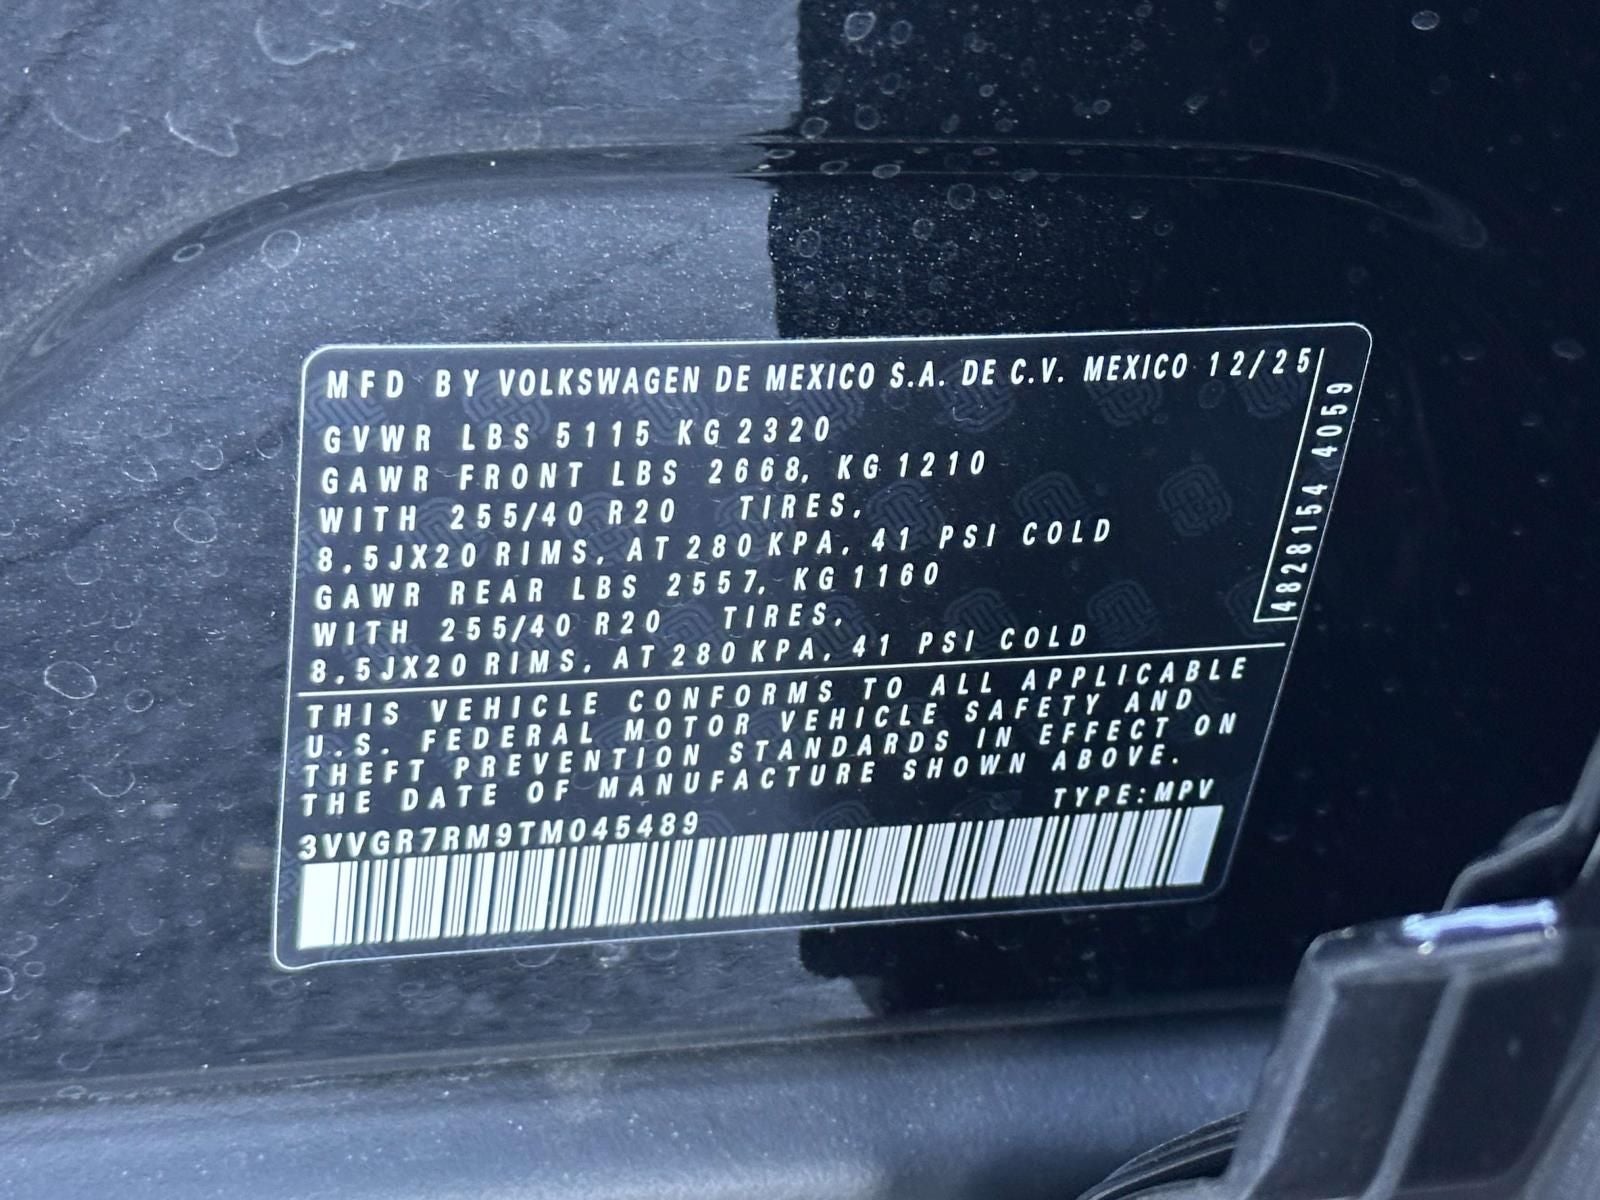 MFD BY VOLKSWAGEN DE MEXICO S.A. DE C.V. MEXICO 12/25
GVWR LBS 5115 KG 2320
GAWR FRONT LBS 2668, KG 1210
WITH 255/40 R20 TIRES,
8,5JX20 RIMS, AT 280 KPA, 41 PSI COLD
GAWR REAR LBS 2557, KG 1160
WITH 255/40 R20 TIRES,
8,5JX20 RIMS, AT 280 KPA, 41 PSI COLD
4828154 4059
THIS VEHICLE CONFORMS TO ALL APPLICABLE
U.S. FEDERAL MOTOR VEHICLE SAFETY AND
THEFT PREVENTION STANDARDS IN EFFECT ON
THE DATE OF MANUFACTURE SHOWN ABOVE.
TYPE:MPV
3VVGR7RM9TM045489